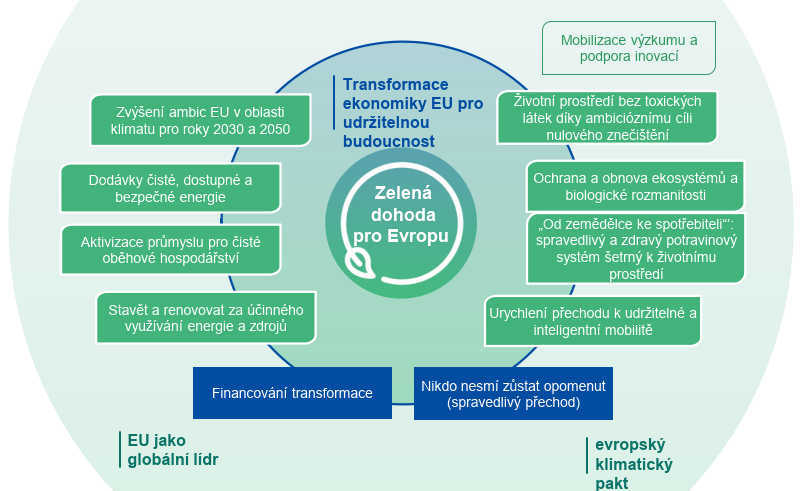 Mobilizace výzkumu a
podpora inovací
Transformace
ekonomiky EU pro
udržitelnou
budoucnost
Zvýšení ambic EU v oblasti
klimatu pro roky 2030 a 2050
Životní prostředí bez toxických
látek díky ambicióznímu cíli
nulového znečištění
Dodávky čisté, dostupné a
bezpečné energie
Ochrana a obnova ekosystémů a
biologické rozmanitosti
Zelená
dohoda
pro Evropu
Aktivizace průmyslu pro čisté
oběhové hospodářství
„Od zemědělce ke spotřebiteli“':
spravedlivý a zdravý potravinový
systém šetrný k životnímu
prostředí
Stavět a renovovat za účinného
využívání energie a zdrojů
Urychlení přechodu k udržitelné a
inteligentní mobilitě
Financování transformace
Nikdo nesmí zůstat opomenut
(spravedlivý přechod)
EU jako
globální lídr
evropský
klimatický
pakt